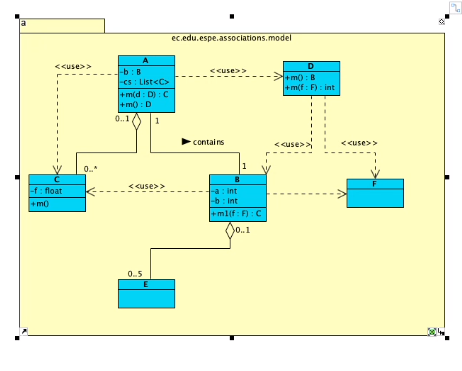 a
ec.edu.espe.associations.model
A
-b : B
-cs : List<C>
+m(d : D) : C
+m() : D
D
+m() : B
+m(f : F) : int
<<use>>
<<use>>
<<use>>
<<use>>
0..1
1
contains
0..*
1
C
-f : float
+m()
<<use>>
B
-a : int
-b : int
+m1(f : F) : C
F
0..1
0..5
E